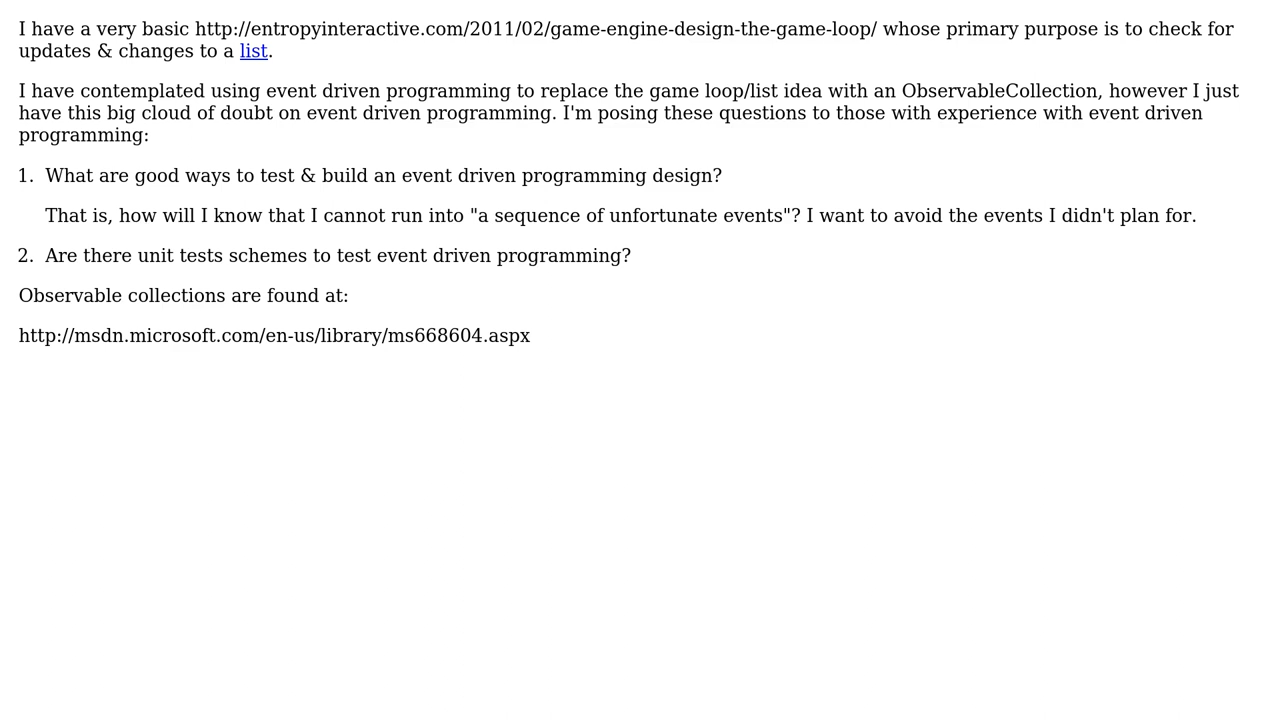 I have a very basic http://entropyinteractive.com/2011/02/game-engine-design-the-game-loop/ whose primary purpose is to check for
updates & changes to a list.
I have contemplated using event driven programming to replace the game loop/list idea with an ObservableCollection, however I just
have this big cloud of doubt on event driven programming. I'm posing these questions to those with experience with event driven
programming:
1. What are good ways to test & build an event driven programming design?
That is, how will I know that I cannot run into "a sequence of unfortunate events"? I want to avoid the events I didn't plan for.
2. Are there unit tests schemes to test event driven programming?
Observable collections are found at:
http://msdn.microsoft.com/en-us/library/ms668604.aspx